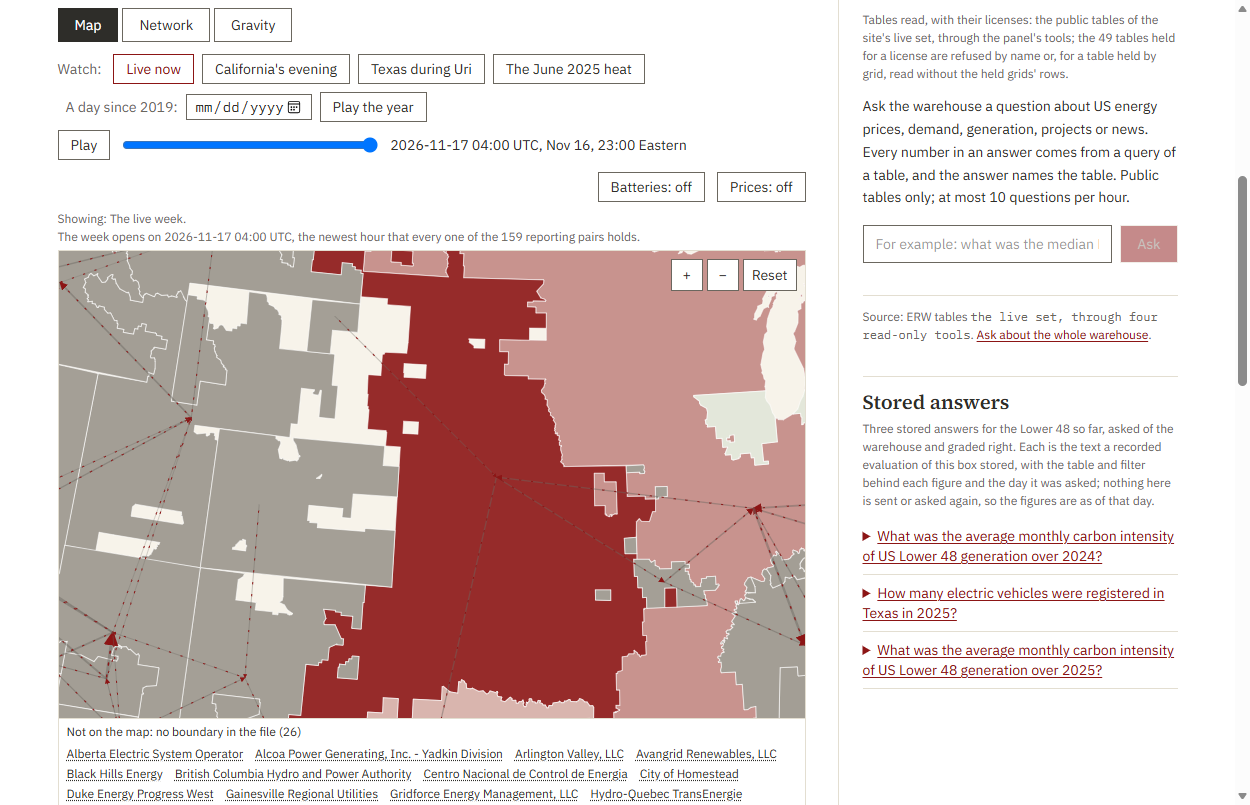 Map
Network
Gravity
Watch:
Live now
California's evening
Texas during Uri
The June 2025 heat
A day since 2019:
mm/dd/yyyy
Play the year
Play
2026-11-17 04:00 UTC, Nov 16, 23:00 Eastern
Batteries: off
Prices: off
Showing: The live week.
The week opens on 2026-11-17 04:00 UTC, the newest hour that every one of the 159 reporting pairs holds.
+
−
Reset
Not on the map: no boundary in the file (26)
Alberta Electric System Operator Alcoa Power Generating, Inc. - Yadkin Division Arlington Valley, LLC Avangrid Renewables, LLC
Black Hills Energy British Columbia Hydro and Power Authority Centro Nacional de Control de Energia City of Homestead
Duke Energy Progress West Gainesville Regional Utilities Gridforce Energy Management, LLC Hydro-Quebec TransEnergie
Tables read, with their licenses: the public tables of the
site's live set, through the panel's tools; the 49 tables held
for a license are refused by name or, for a table held by
grid, read without the held grids' rows.
Ask the warehouse a question about US energy
prices, demand, generation, projects or news.
Every number in an answer comes from a query of
a table, and the answer names the table. Public
tables only; at most 10 questions per hour.
For example: what was the median
Ask
Source: ERW tables the live set, through four
read-only tools. Ask about the whole warehouse.
Stored answers
Three stored answers for the Lower 48 so far, asked of the
warehouse and graded right. Each is the text a recorded
evaluation of this box stored, with the table and filter
behind each figure and the day it was asked; nothing here
is sent or asked again, so the figures are as of that day.
What was the average monthly carbon intensity
of US Lower 48 generation over 2024?
How many electric vehicles were registered in
Texas in 2025?
What was the average monthly carbon intensity
of US Lower 48 generation over 2025?